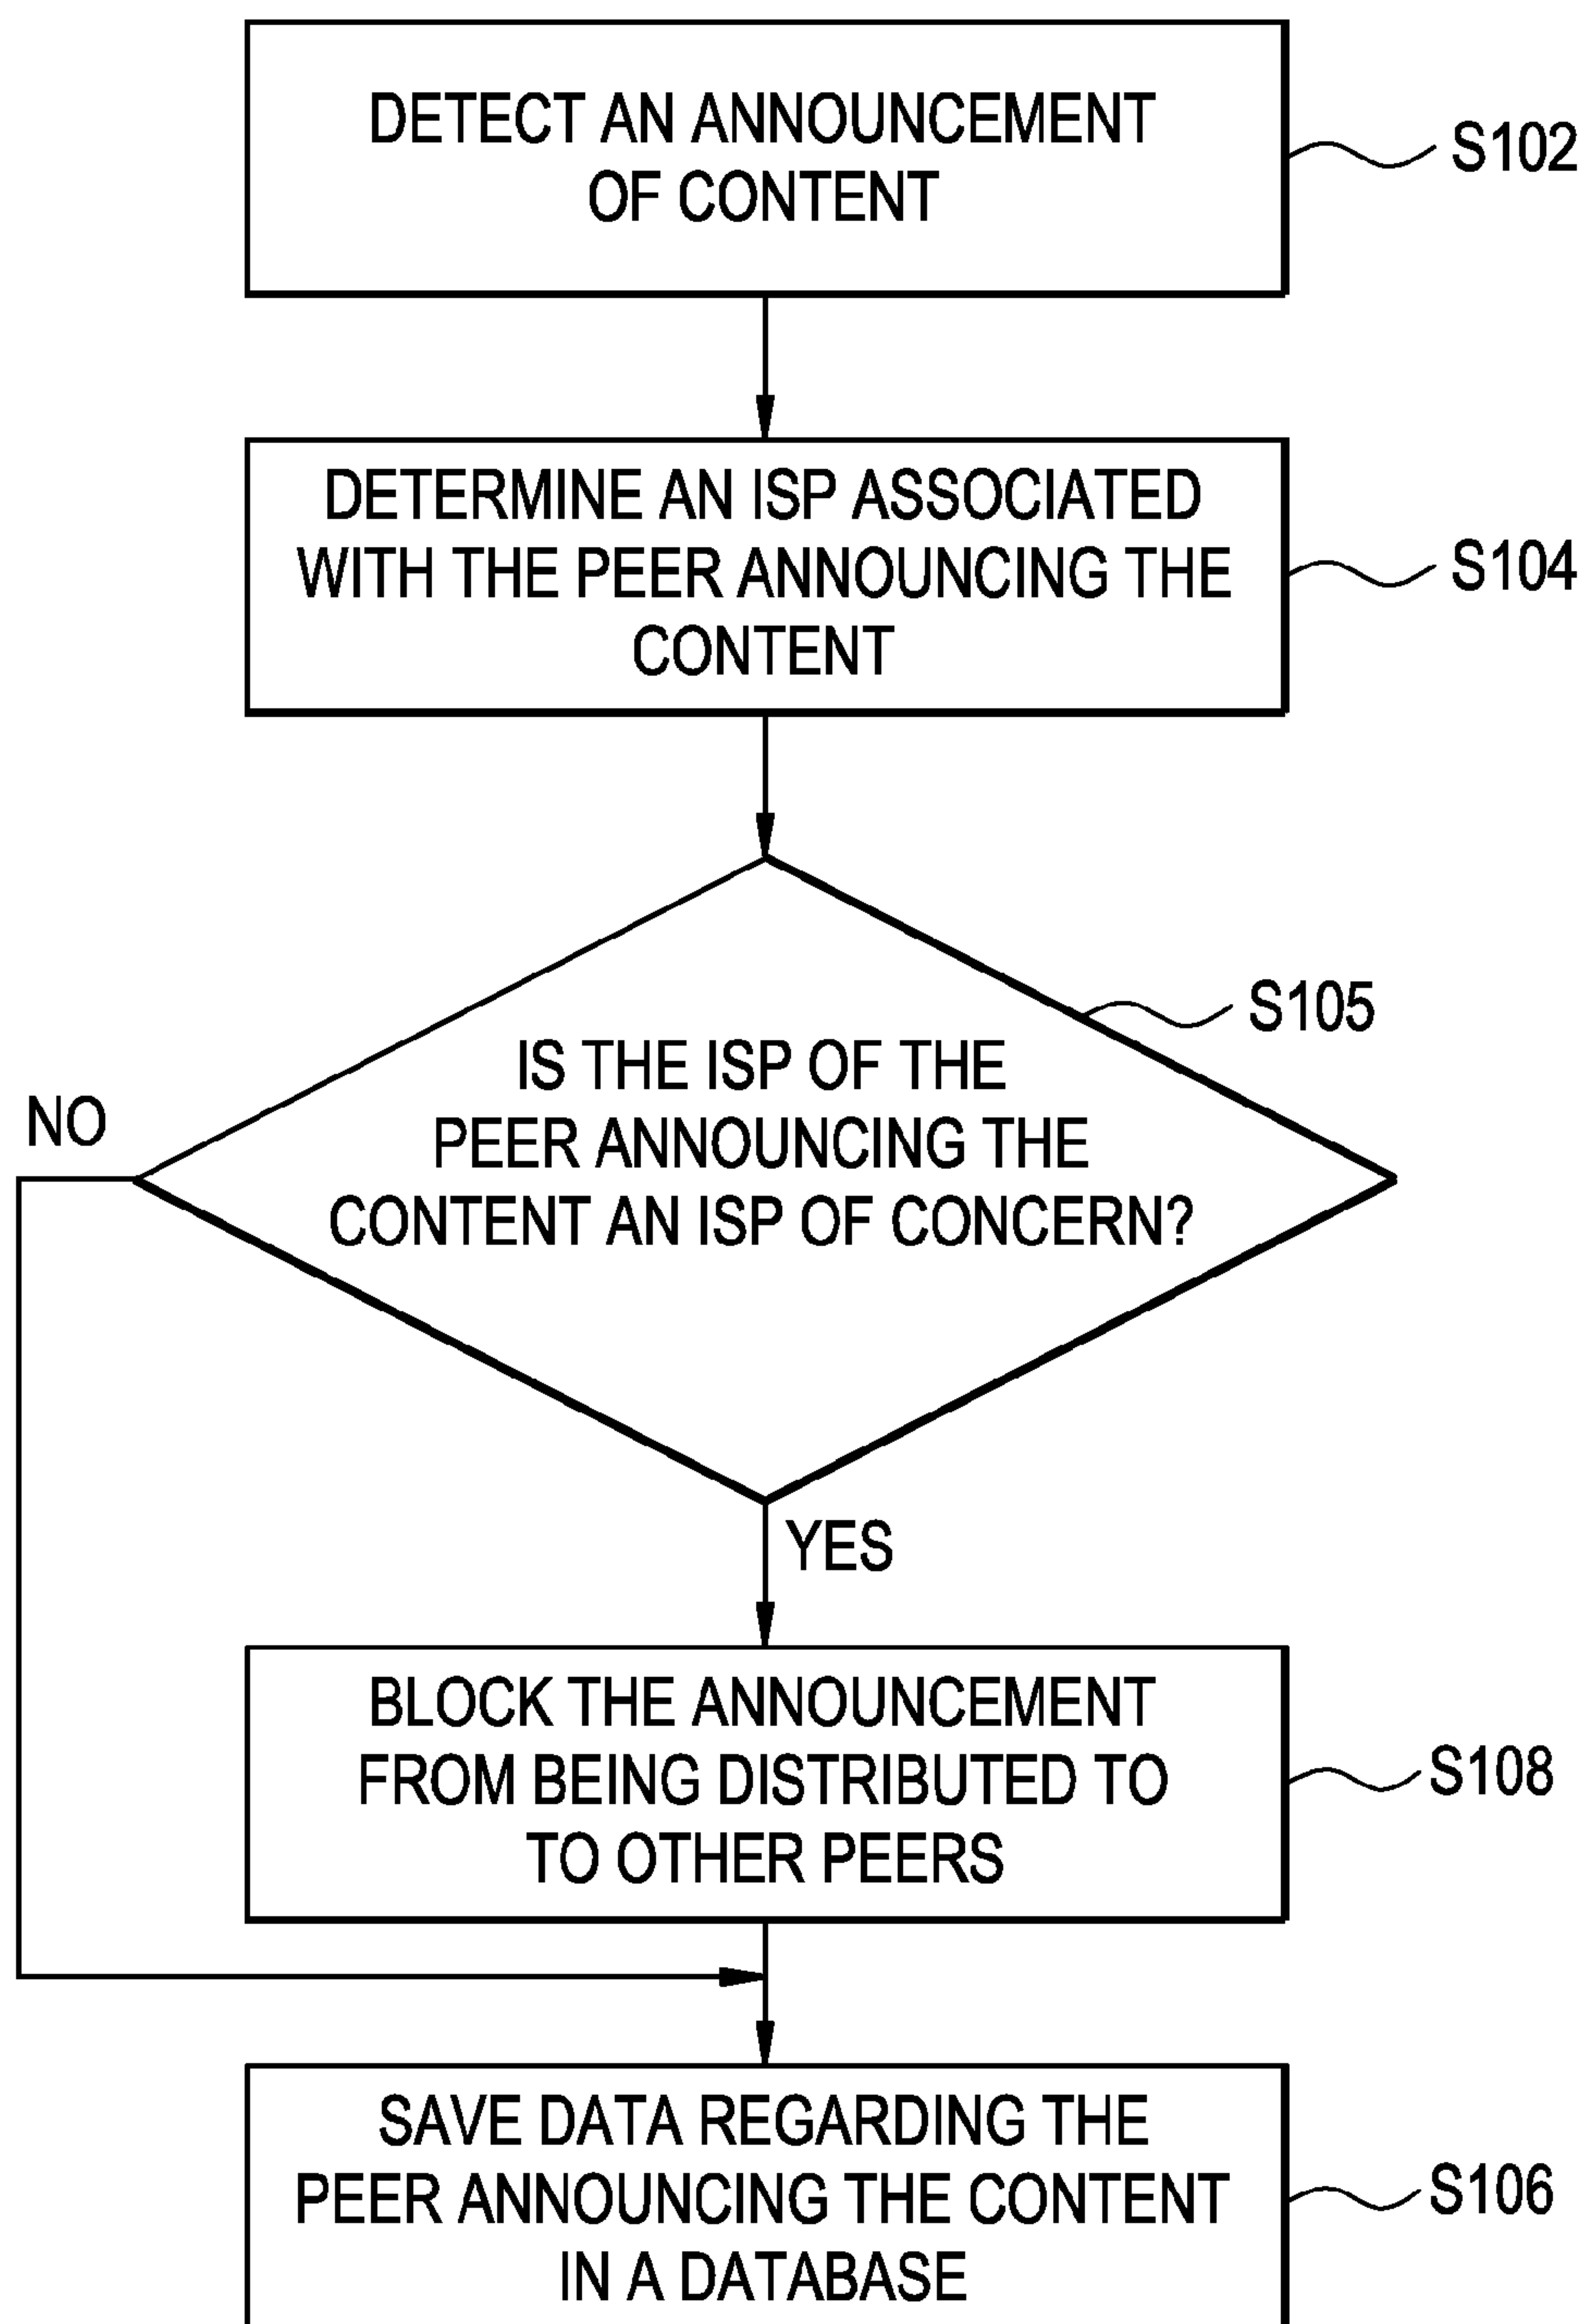 DETECT AN ANNOUNCEMENT
OF CONTENT
S102
DETERMINE AN ISP ASSOCIATED
WITH THE PEER ANNOUNCING THE
CONTENT
S104
S105
IS THE ISP OF THE
PEER ANNOUNCING THE
CONTENT AN ISP OF CONCERN?
NO
YES
BLOCK THE ANNOUNCEMENT
FROM BEING DISTRIBUTED TO
TO OTHER PEERS
S108
SAVE DATA REGARDING THE
PEER ANNOUNCING THE CONTENT
IN A DATABASE
S106